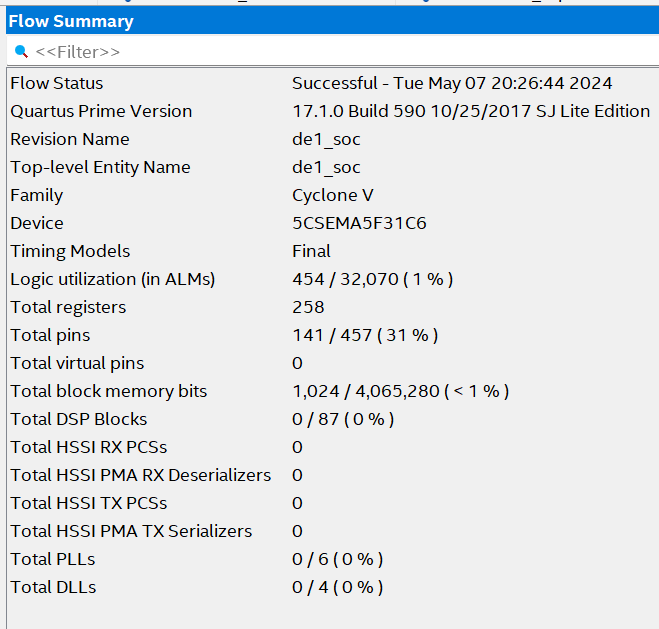 Flow Summary
<<Filter>>
Flow Status Successful - Tue May 07 20:26:44 2024
Quartus Prime Version 17.1.0 Build 590 10/25/2017 SJ Lite Edition
Revision Name de1_soc
Top-level Entity Name de1_soc
Family Cyclone V
Device 5CSEMA5F31C6
Timing Models Final
Logic utilization (in ALMs) 454 / 32,070 ( 1 % )
Total registers 258
Total pins 141 / 457 ( 31 % )
Total virtual pins 0
Total block memory bits 1,024 / 4,065,280 ( < 1 % )
Total DSP Blocks 0 / 87 ( 0 % )
Total HSSI RX PCSs 0
Total HSSI PMA RX Deserializers 0
Total HSSI TX PCSs 0
Total HSSI PMA TX Serializers 0
Total PLLs 0 / 6 ( 0 % )
Total DLLs 0 / 4 ( 0 % )